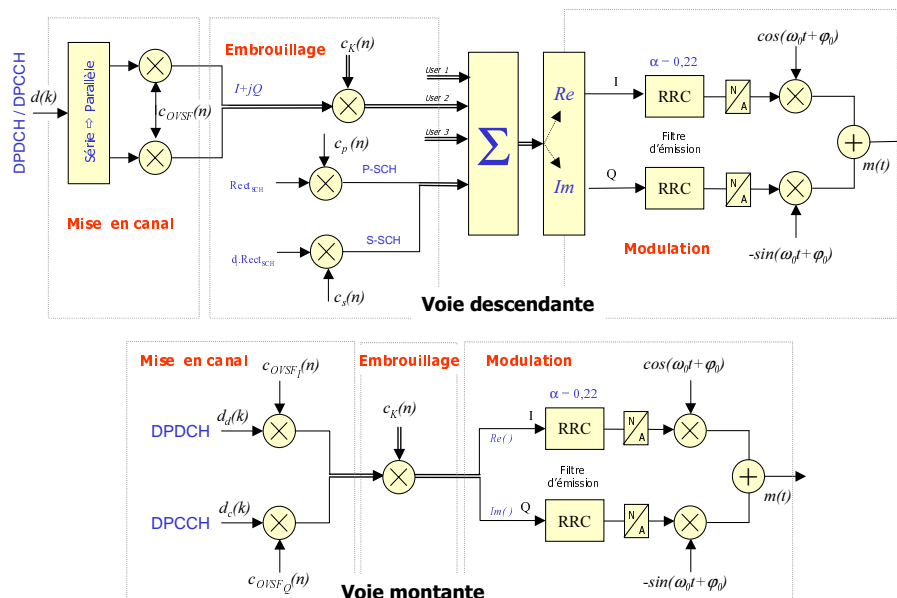 DPDCH / DPCCH
d(k)
Série ⇨ Parallèle
c_OVSF(n)
Mise en canal
Embrouillage
c_K(n)
I+jQ
c_p(n)
Rect_SCH
P-SCH
d_i.Rect_SCH
S-SCH
c_s(n)
User 1
User 2
User 3
Σ
Re
Im
I
Q
α = 0,22
RRC
Filtre
d'émission
RRC
N/A
N/A
cos(ω₀t+φ₀)
-sin(ω₀t+φ₀)
+
m(t)
Modulation
Voie descendante
Mise en canal
c_OVSF_I(n)
DPDCH
d_d(k)
DPCCH
d_c(k)
c_OVSF_Q(n)
Embrouillage
c_K(n)
Modulation
Re( )
I
Im( )
Q
α = 0,22
RRC
Filtre
d'émission
RRC
N/A
N/A
cos(ω₀t+φ₀)
-sin(ω₀t+φ₀)
+
m(t)
Voie montante